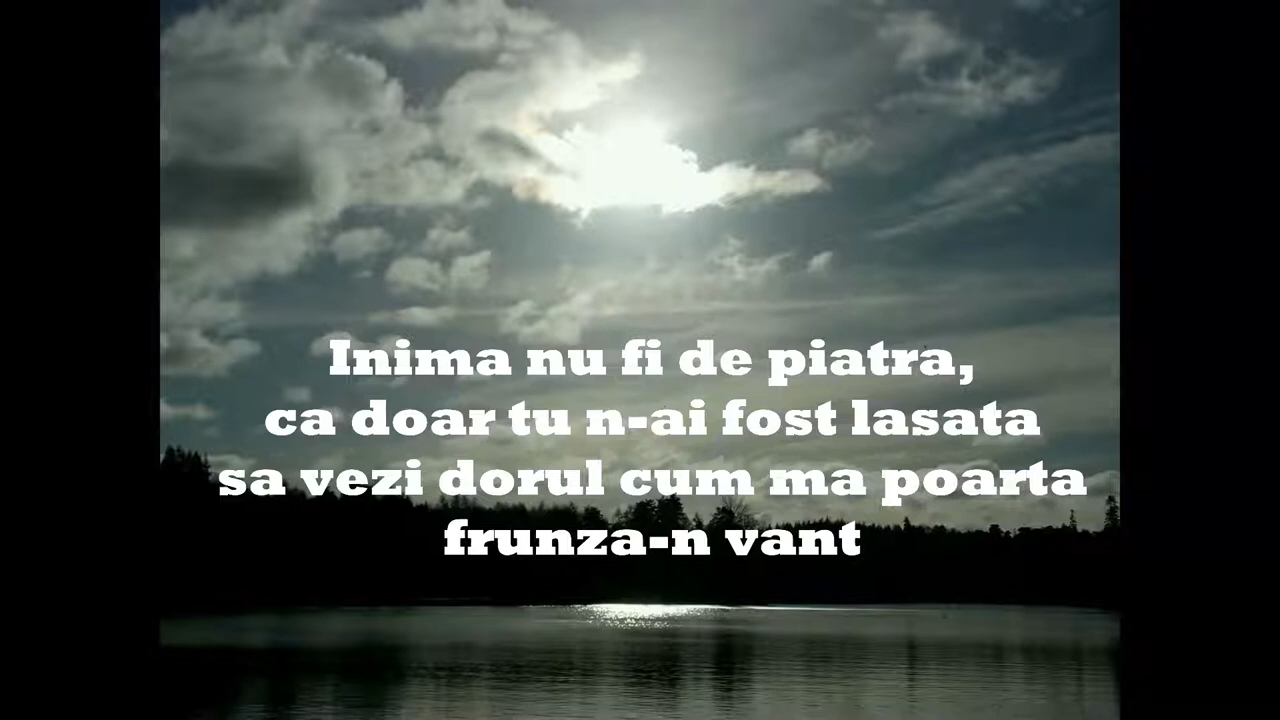 Inima nu fi de piatra,
ca doar tu n-ai fost lasata
sa vezi dorul cum ma poarta
frunza-n vant